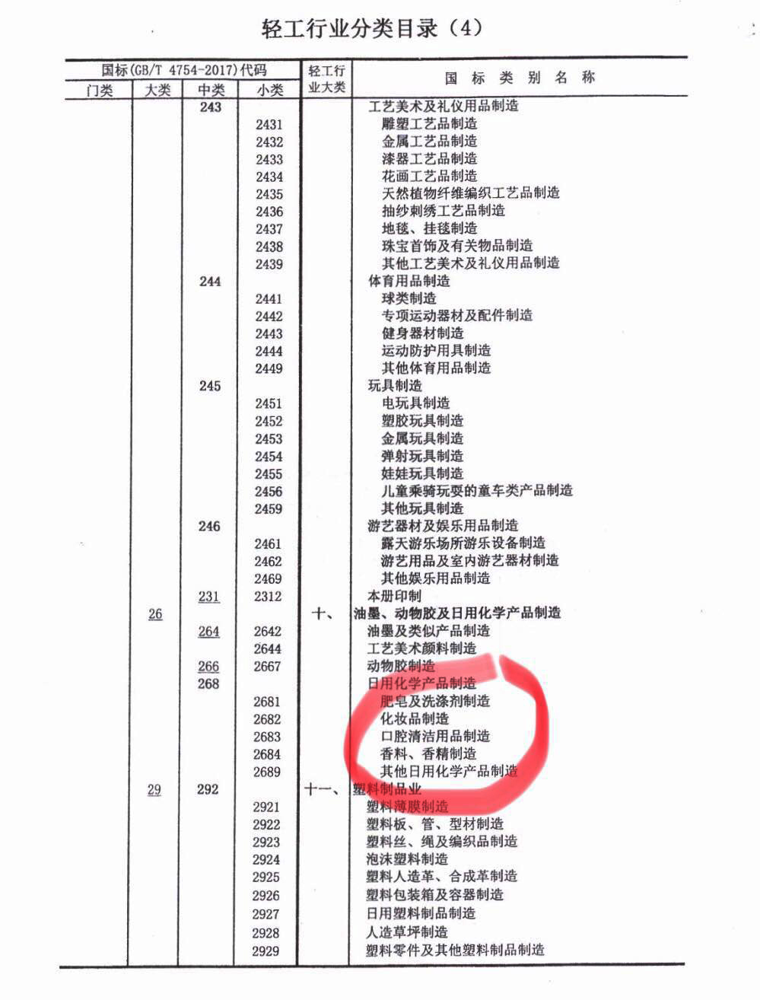 轻工行业分类目录（4）
国标(GB/T 4754-2017)代码 轻工行业大类 国标类别名称
门类 大类 中类 小类
243 工艺美术及礼仪用品制造
2431 雕塑工艺品制造
2432 金属工艺品制造
2433 漆器工艺品制造
2434 花画工艺品制造
2435 天然植物纤维编织工艺品制造
2436 抽纱刺绣工艺品制造
2437 地毯、挂毯制造
2438 珠宝首饰及有关物品制造
2439 其他工艺美术及礼仪用品制造
244 体育用品制造
2441 球类制造
2442 专项运动器材及配件制造
2443 健身器材制造
2444 运动防护用具制造
2449 其他体育用品制造
245 玩具制造
2451 电玩具制造
2452 塑胶玩具制造
2453 金属玩具制造
2454 弹射玩具制造
2455 娃娃玩具制造
2456 儿童乘骑玩耍的童车类产品制造
2459 其他玩具制造
246 游艺器材及娱乐用品制造
2461 露天游乐场所游乐设备制造
2462 游艺用品及室内游艺器材制造
2469 其他娱乐用品制造
231 2312 本册印制
26 十、 油墨、动物胶及日用化学产品制造
264 2642 油墨及类似产品制造
2644 工艺美术颜料制造
266 2667 动物胶制造
268 日用化学产品制造
2681 肥皂及洗涤剂制造
2682 化妆品制造
2683 口腔清洁用品制造
2684 香料、香精制造
2689 其他日用化学产品制造
29 292 十一、 塑料制品业
2921 塑料薄膜制造
2922 塑料板、管、型材制造
2923 塑料丝、绳及编织品制造
2924 泡沫塑料制造
2925 塑料人造革、合成革制造
2926 塑料包装箱及容器制造
2927 日用塑料制品制造
2928 人造草坪制造
2929 塑料零件及其他塑料制品制造